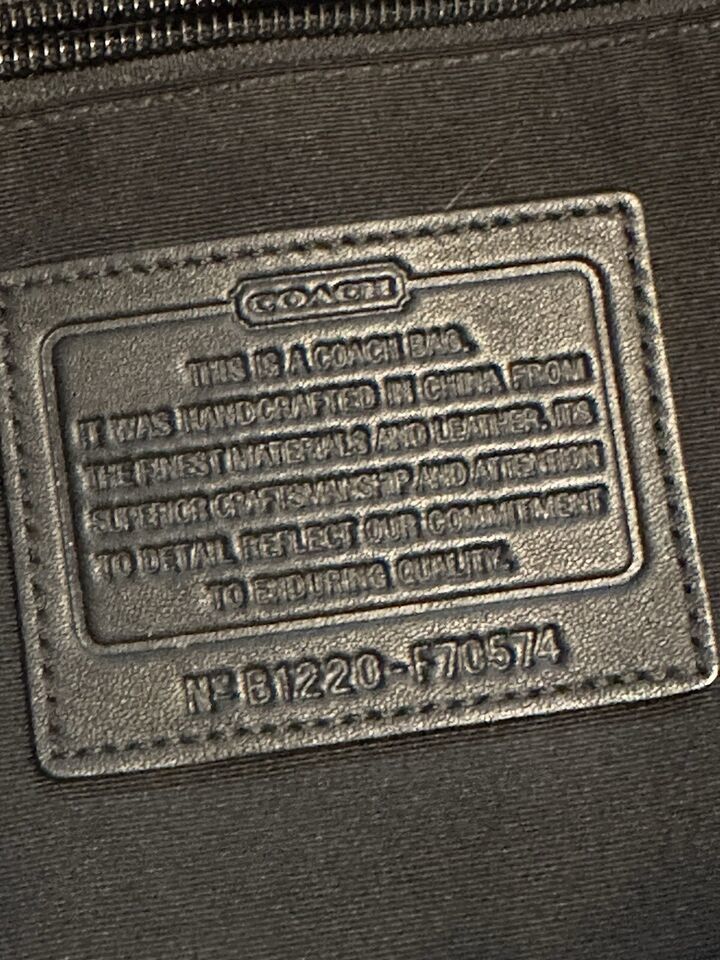 COACH
THIS IS A COACH BAG.
IT WAS HANDCRAFTED IN CHINA FROM
THE FINEST MATERIALS AND LEATHER. ITS
SUPERIOR CRAFTSMANSHIP AND ATTENTION
TO DETAIL REFLECT OUR COMMITMENT
TO ENDURING QUALITY.
Nº B1220-F70574